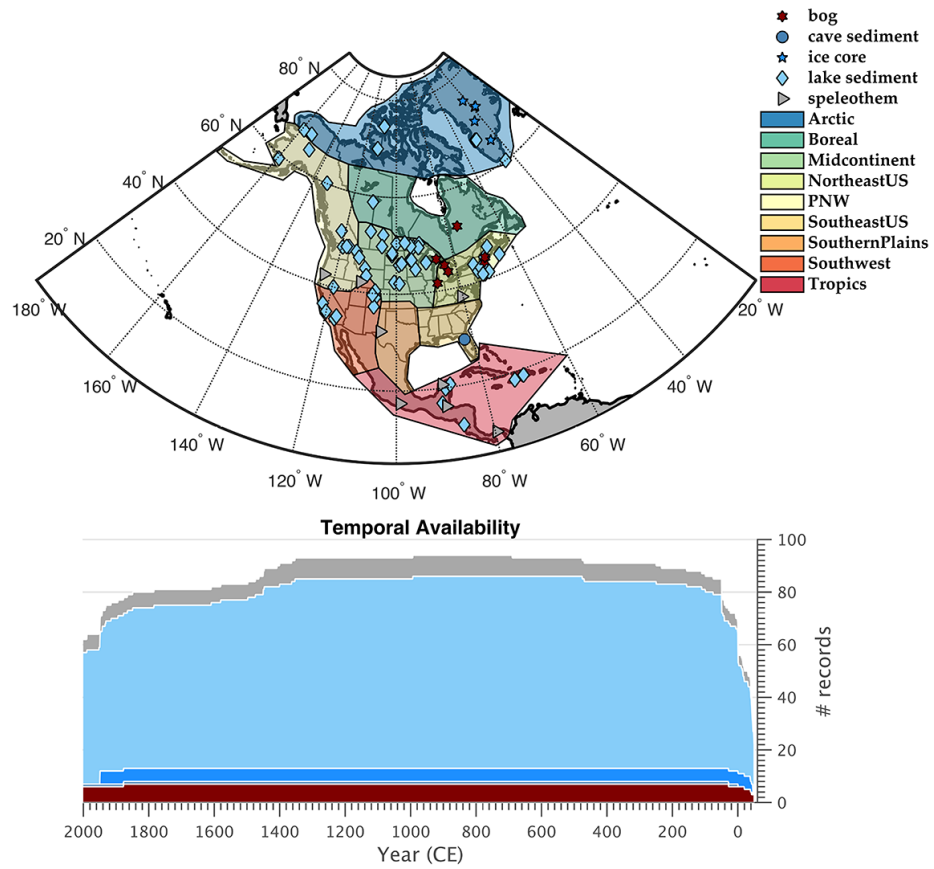 bog
cave sediment
ice core
lake sediment
speleothem
Arctic
Boreal
Midcontinent
NortheastUS
PNW
SoutheastUS
SouthernPlains
Southwest
Tropics
80° N
60° N
40° N
20° N
180° W
160° W
140° W
120° W
100° W
80° W
60° W
40° W
20° W
Temporal Availability
100
80
60
40
20
0
# records
2000 1800 1600 1400 1200 1000 800 600 400 200 0
Year (CE)